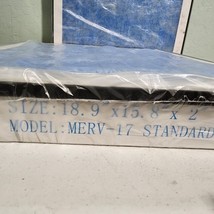 SIZE:18.9"x15.8"x 2"
MODEL:MERV-17 STANDARD